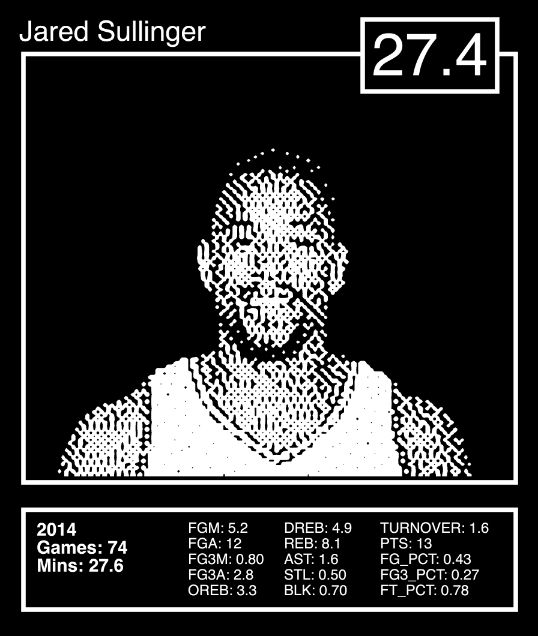 Jared Sullinger
27.4
2014
Games: 74
Mins: 27.6
FGM: 5.2
FGA: 12
FG3M: 0.80
FG3A: 2.8
OREB: 3.3
DREB: 4.9
REB: 8.1
AST: 1.6
STL: 0.50
BLK: 0.70
TURNOVER: 1.6
PTS: 13
FG_PCT: 0.43
FG3_PCT: 0.27
FT_PCT: 0.78